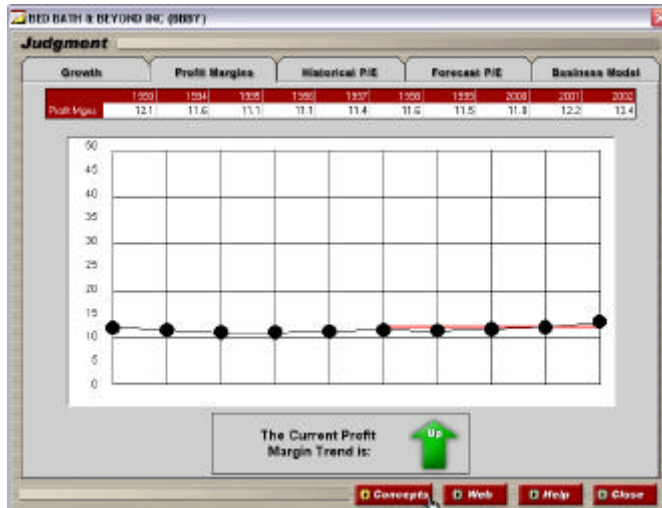 BED BATH & BEYOND INC (BBBY)
Judgment
Growth Profit Margins Historical P/E Forecast P/E Business Model
1993 1994 1995 1996 1997 1998 1999 2000 2001 2002
Profit Mgns 12.1 11.6 11.1 11.1 11.4 11.6 11.5 11.8 12.2 13.4
50
45
40
35
30
25
20
15
10
5
0
The Current Profit
Margin Trend is:
Up
Concepts Web Help Close